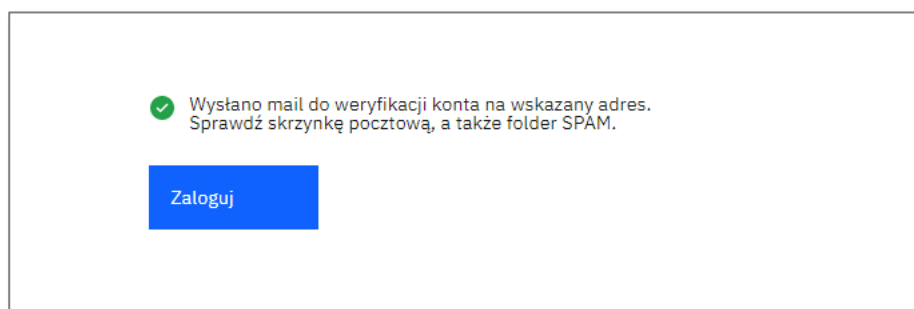 Wysłano mail do weryfikacji konta na wskazany adres.
Sprawdź skrzynkę pocztową, a także folder SPAM.
Zaloguj